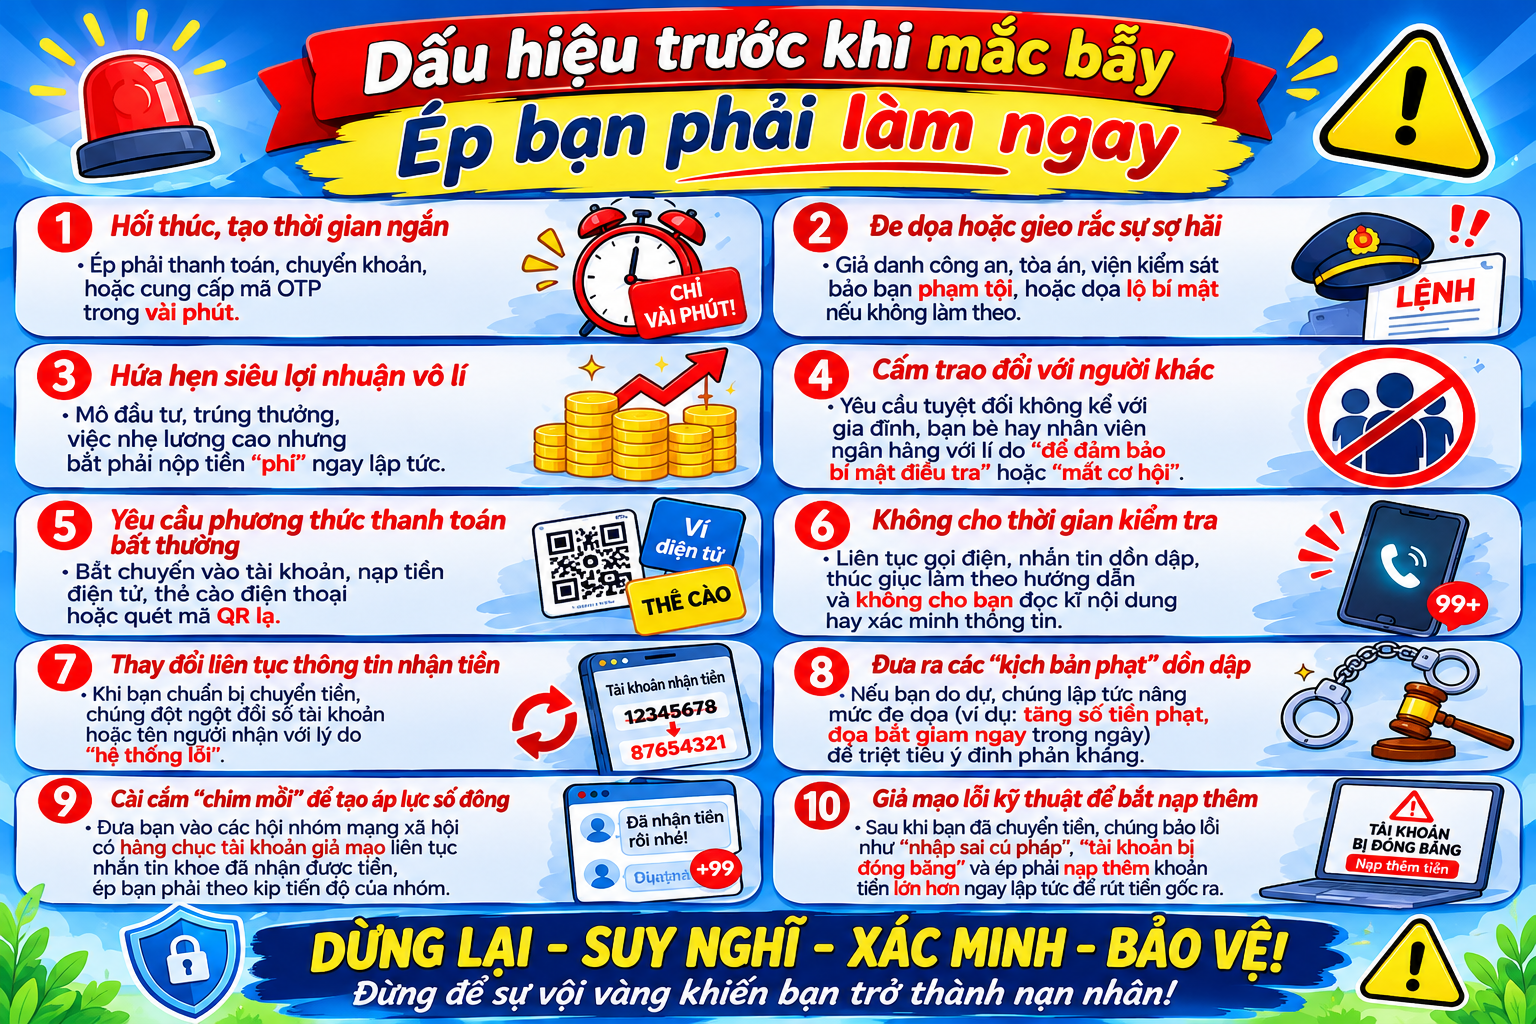 Dấu hiệu trước khi mắc bẫy
Ép bạn phải làm ngay
1 Hối thúc, tạo thời gian ngắn
• Ép phải thanh toán, chuyển khoản,
hoặc cung cấp mã OTP
trong vài phút.
CHỈ
VÀI PHÚT!
2 Đe dọa hoặc gieo rắc sự sợ hãi
• Giả danh công an, tòa án, viện kiểm sát
bảo bạn phạm tội, hoặc dọa lộ bí mật
nếu không làm theo.
!!
LỆNH
3 Hứa hẹn siêu lợi nhuận vô lí
• Mô đầu tư, trúng thưởng,
việc nhẹ lương cao nhưng
bắt phải nộp tiền “phí” ngay lập tức.
4 Cấm trao đổi với người khác
• Yêu cầu tuyệt đối không kể với
gia đĩnh, bạn bè hay nhân viên
ngân hàng với lí do “để đảm bảo
bí mật điều tra” hoặc “mất cơ hội”.
5 Yêu cầu phương thức thanh toán
bất thường
• Bắt chuyến vào tài khoản, nạp tiền
điện tử, thẻ cào điện thoại
hoặc quét mã QR lạ.
Ví
điện tử
THẺ CÀO
6 Không cho thời gian kiểm tra
• Liên tục gọi điện, nhắn tin dồn dập,
thúc giục làm theo hướng dẫn
và không cho bạn đọc kĩ nội dung
hay xác minh thông tin.
99+
7 Thay đổi liên tục thông tin nhận tiền
• Khi bạn chuẩn bị chuyển tiền,
chúng đột ngột đổi số tài khoản
hoặc tên người nhận với lý do
“hệ thống lỗi”.
Tài khoản nhận tiền
12345678
87654321
8 Đưa ra các “kịch bản phạt” dồn dập
• Nếu bạn do dự, chúng lập tức nâng
mức đe dọa (ví dụ: tăng số tiền phạt,
dọa bắt giam ngay trong ngày)
để triệt tiêu ý đinh phản kháng.
9 Cài cắm “chim mồi” để tạo áp lực số đông
• Đưa bạn vào các hội nhóm mạng xã hội
có hàng chục tài khoản giả mạo liên tục
nhắn tin khoe đã nhận được tiền,
ép bạn phải theo kịp tiến độ của nhóm.
Đã nhận tiền
rồi nhé!
+99
10 Giả mạo lỗi kỹ thuật để bắt nạp thêm
• Sau khi bạn đã chuyển tiền, chúng bảo lỗi
như “nhập sai cú pháp”, “tài khoản bị
đóng băng” và ép phải nạp thêm khoản
tiền lớn hơn ngay lập tức để rút tiền gốc ra.
TÀI KHOẢN
BỊ ĐÓNG BĂNG
Nạp thêm tiền
DỪNG LẠI – SUY NGHĨ – XÁC MINH – BẢO VỆ!
Đừng để sự vội vàng khiến bạn trở thành nạn nhân!